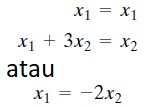 x₁ = x₁
x₁ + 3x₂ = x₂
atau
x₁ = −2x₂